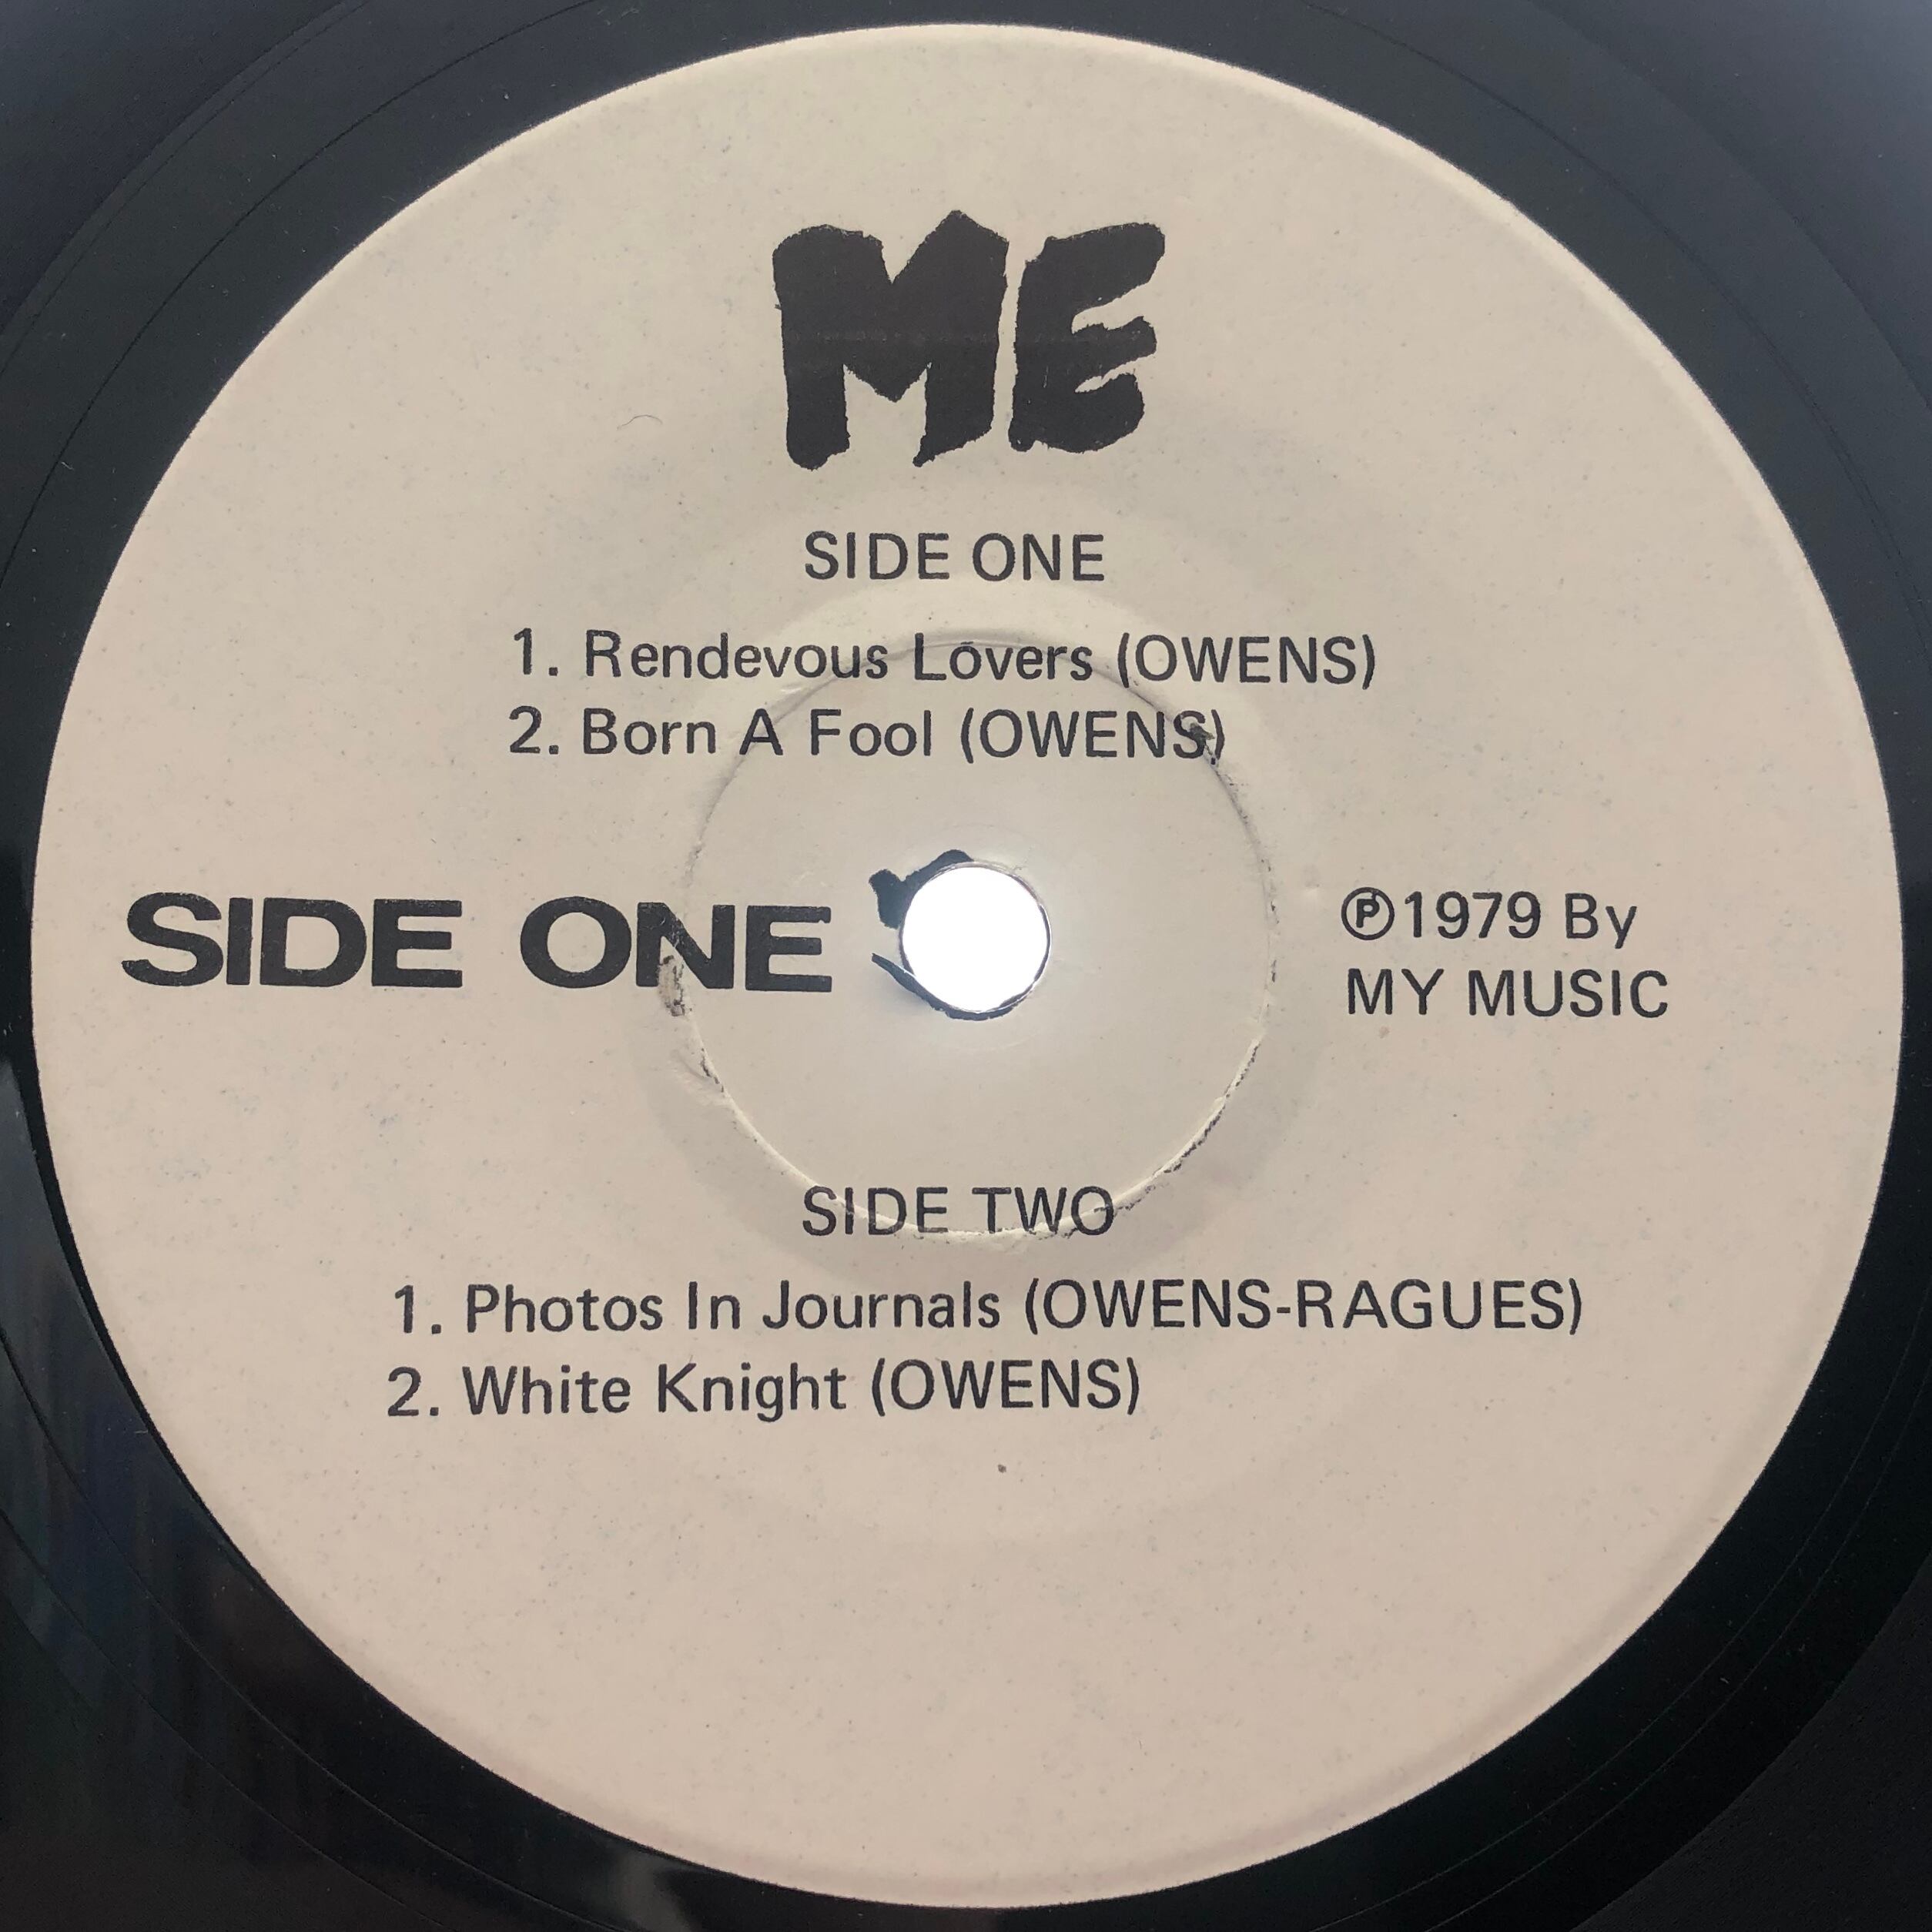 ME
SIDE ONE
1. Rendevous Lovers (OWENS)
2. Born A Fool (OWENS)
SIDE ONE
℗1979 By
MY MUSIC
SIDE TWO
1. Photos In Journals (OWENS-RAGUES)
2. White Knight (OWENS)